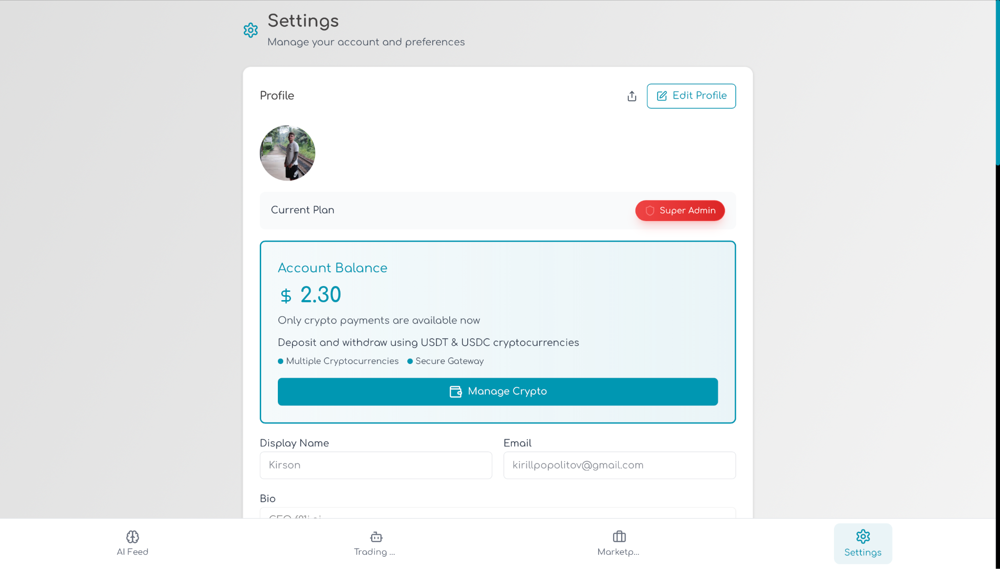 Settings
Manage your account and preferences
Profile
Edit Profile
Current Plan
Super Admin
Account Balance
$ 2.30
Only crypto payments are available now
Deposit and withdraw using USDT & USDC cryptocurrencies
Multiple Cryptocurrencies
Secure Gateway
Manage Crypto
Display Name
Email
Kirson
kirillpopolitov@gmail.com
Bio
AI Feed
Trading ...
Marketp...
Settings